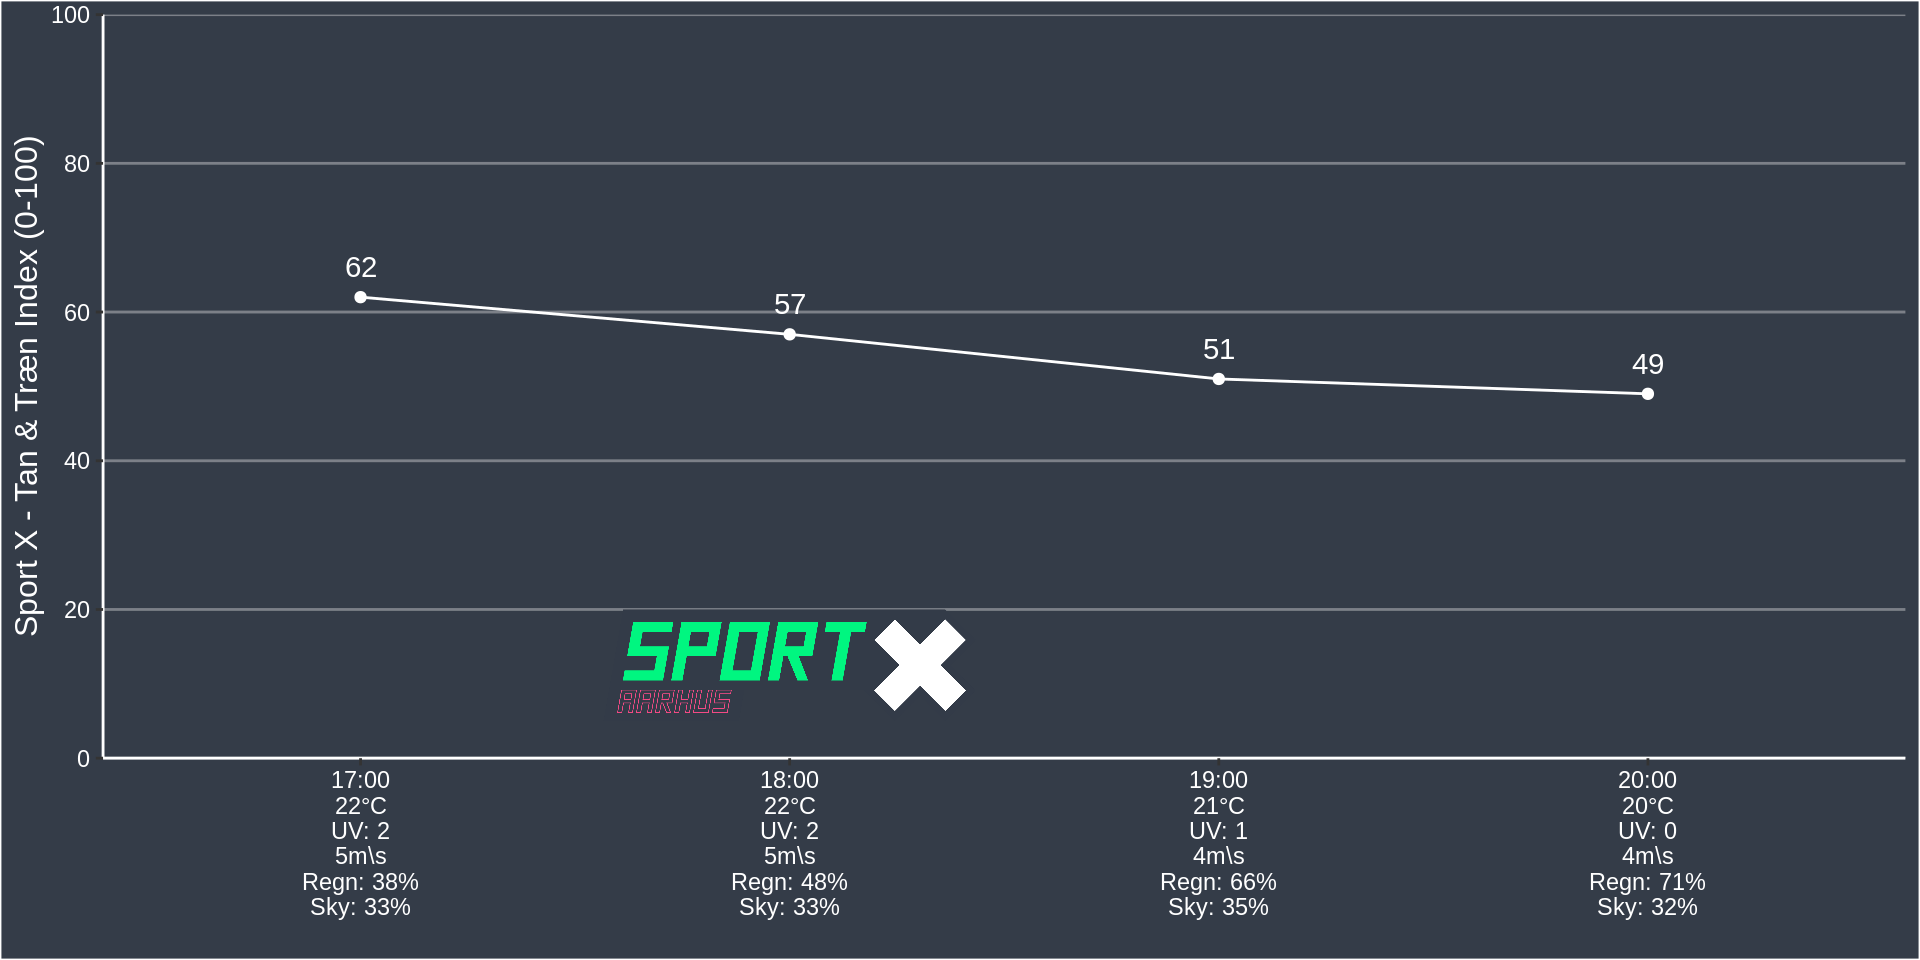 Sport X - Tan & Træn Index (0-100)
100
80
60
40
20
0
62
57
51
49
SPORT X
AARHUS
17:00
22°C
UV: 2
5m\s
Regn: 38%
Sky: 33%
18:00
22°C
UV: 2
5m\s
Regn: 48%
Sky: 33%
19:00
21°C
UV: 1
4m\s
Regn: 66%
Sky: 35%
20:00
20°C
UV: 0
4m\s
Regn: 71%
Sky: 32%